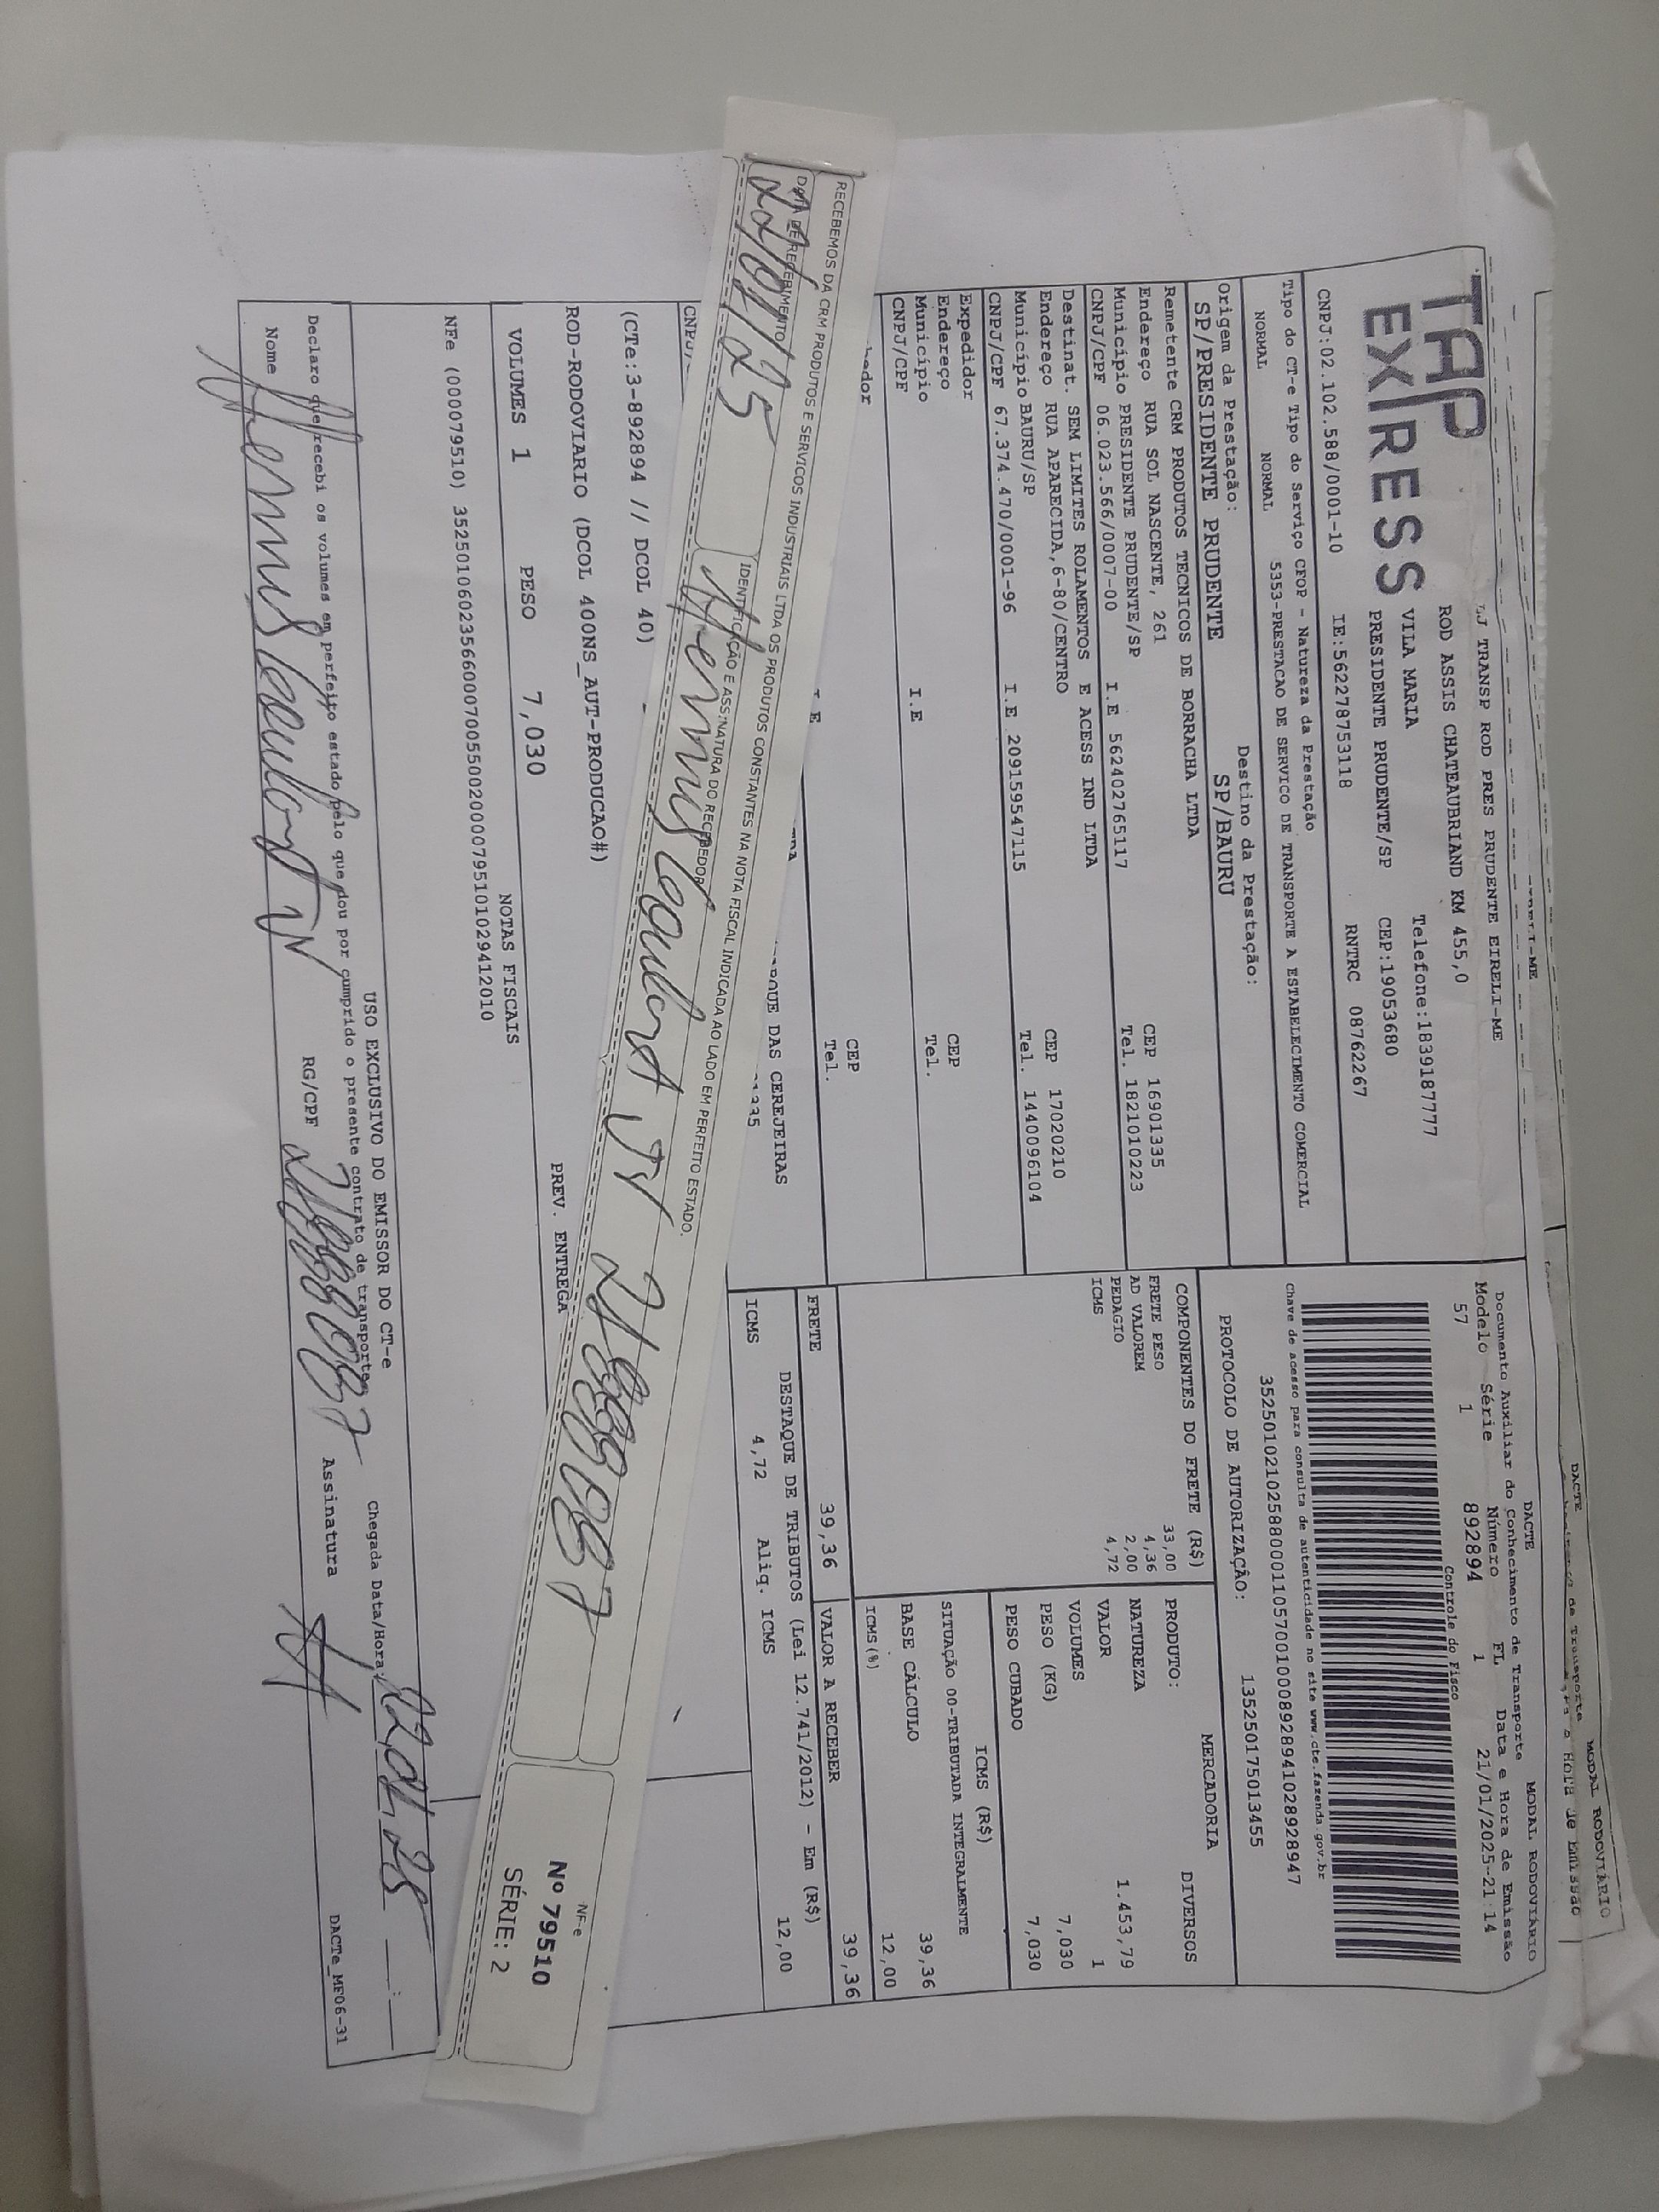 MODAL RODOVIÁRIO
DACTE
TAP
EXPRESS
TRANSP ROD PRES PRUDENTE EIRELI-ME
ROD ASSIS CHATEAUBRIAND KM 455,0
VILA MARIA Telefone:1839187777
PRESIDENTE PRUDENTE/SP CEP:19053680
CNPJ:02.102.588/0001-10 IE:562278753118 RNTRC 08762267
DACTE MODAL RODOVIÁRIO
Documento Auxiliar do Conhecimento de Transporte
Modelo Série Número FL Data e Hora de Emissão
57 1 892894 1 21/01/2025-21:14
Controle do Fisco
Chave de acesso para consulta de autenticidade no site www.cte.fazenda.gov.br
35250102102588000110570010008928941028928947
PROTOCOLO DE AUTORIZAÇÃO: 135250175013455
Tipo do CT-e Tipo do Serviço CFOP - Natureza da Prestação
NORMAL NORMAL 5353-PRESTACAO DE SERVICO DE TRANSPORTE A ESTABELECIMENTO COMERCIAL
Origem da Prestação: Destino da Prestação:
SP/PRESIDENTE PRUDENTE SP/BAURU
Remetente CRM PRODUTOS TECNICOS DE BORRACHA LTDA
Endereço RUA SOL NASCENTE, 261 CEP 16901335
Município PRESIDENTE PRUDENTE/SP Tel. 1821010223
CNPJ/CPF 06.023.566/0007-00 I.E 562402765117
Destinat. SEM LIMITES ROLAMENTOS E ACESS IND LTDA
Endereço RUA APARECIDA,6-80/CENTRO CEP 17020210
Município BAURU/SP Tel. 1440096104
CNPJ/CPF 67.374.470/0001-96 I.E 209159547115
Expedidor
Endereço CEP
Município Tel.
CNPJ/CPF I.E
CEP
Tel.
COMPONENTES DO FRETE (R$)
FRETE PESO 33,00
AD VALOREM 4,36
PEDAGIO 2,00
ICMS 4,72
MERCADORIA
PRODUTO: DIVERSOS
NATUREZA
VALOR 1.453,79
VOLUMES 1
PESO (KG) 7,030
PESO CUBADO 7,030
ICMS (R$)
SITUAÇÃO 00-TRIBUTADA INTEGRALMENTE
BASE CÁLCULO 39,36
ICMS(%) 12,00
FRETE 39,36 VALOR A RECEBER 39,36
DESTAQUE DE TRIBUTOS (Lei 12.741/2012) - Em (R$)
ICMS 4,72 Aliq. ICMS 12,00
DAS CEREJEIRAS
RECEBEMOS DA CRM PRODUTOS E SERVICOS INDUSTRIAIS LTDA OS PRODUTOS CONSTANTES NA NOTA FISCAL INDICADA AO LADO EM PERFEITO ESTADO.
DATA DE RECEBIMENTO IDENTIFICAÇÃO E ASSINATURA DO RECEBEDOR
22/01/25
NF-e
Nº 79510
SÉRIE: 2
(CTe:3-892894 // DCOL 40)
ROD-RODOVIARIO (DCOL 400NS_AUT-PRODUCAO#)
PREV. ENTREGA
VOLUMES 1 PESO 7,030 NOTAS FISCAIS
NFe (000079510) 35250106023566000700550020000795101029412010
USO EXCLUSIVO DO EMISSOR DO CT-e
Declaro que recebi os volumes em perfeito estado pelo que dou por cumprido o presente contrato de transporte. Chegada Data/Hora: 22 01 25
Nome RG/CPF Assinatura
DACTe_MF06-31